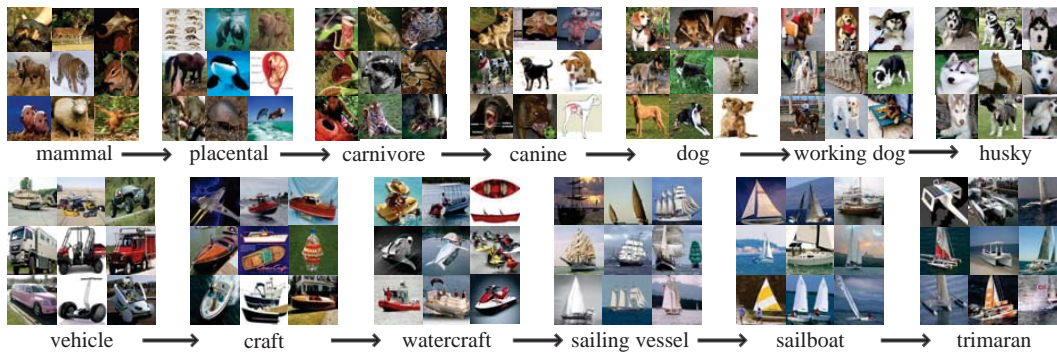 mammal placental carnivore canine dog working dog husky
vehicle craft watercraft sailing vessel sailboat trimaran